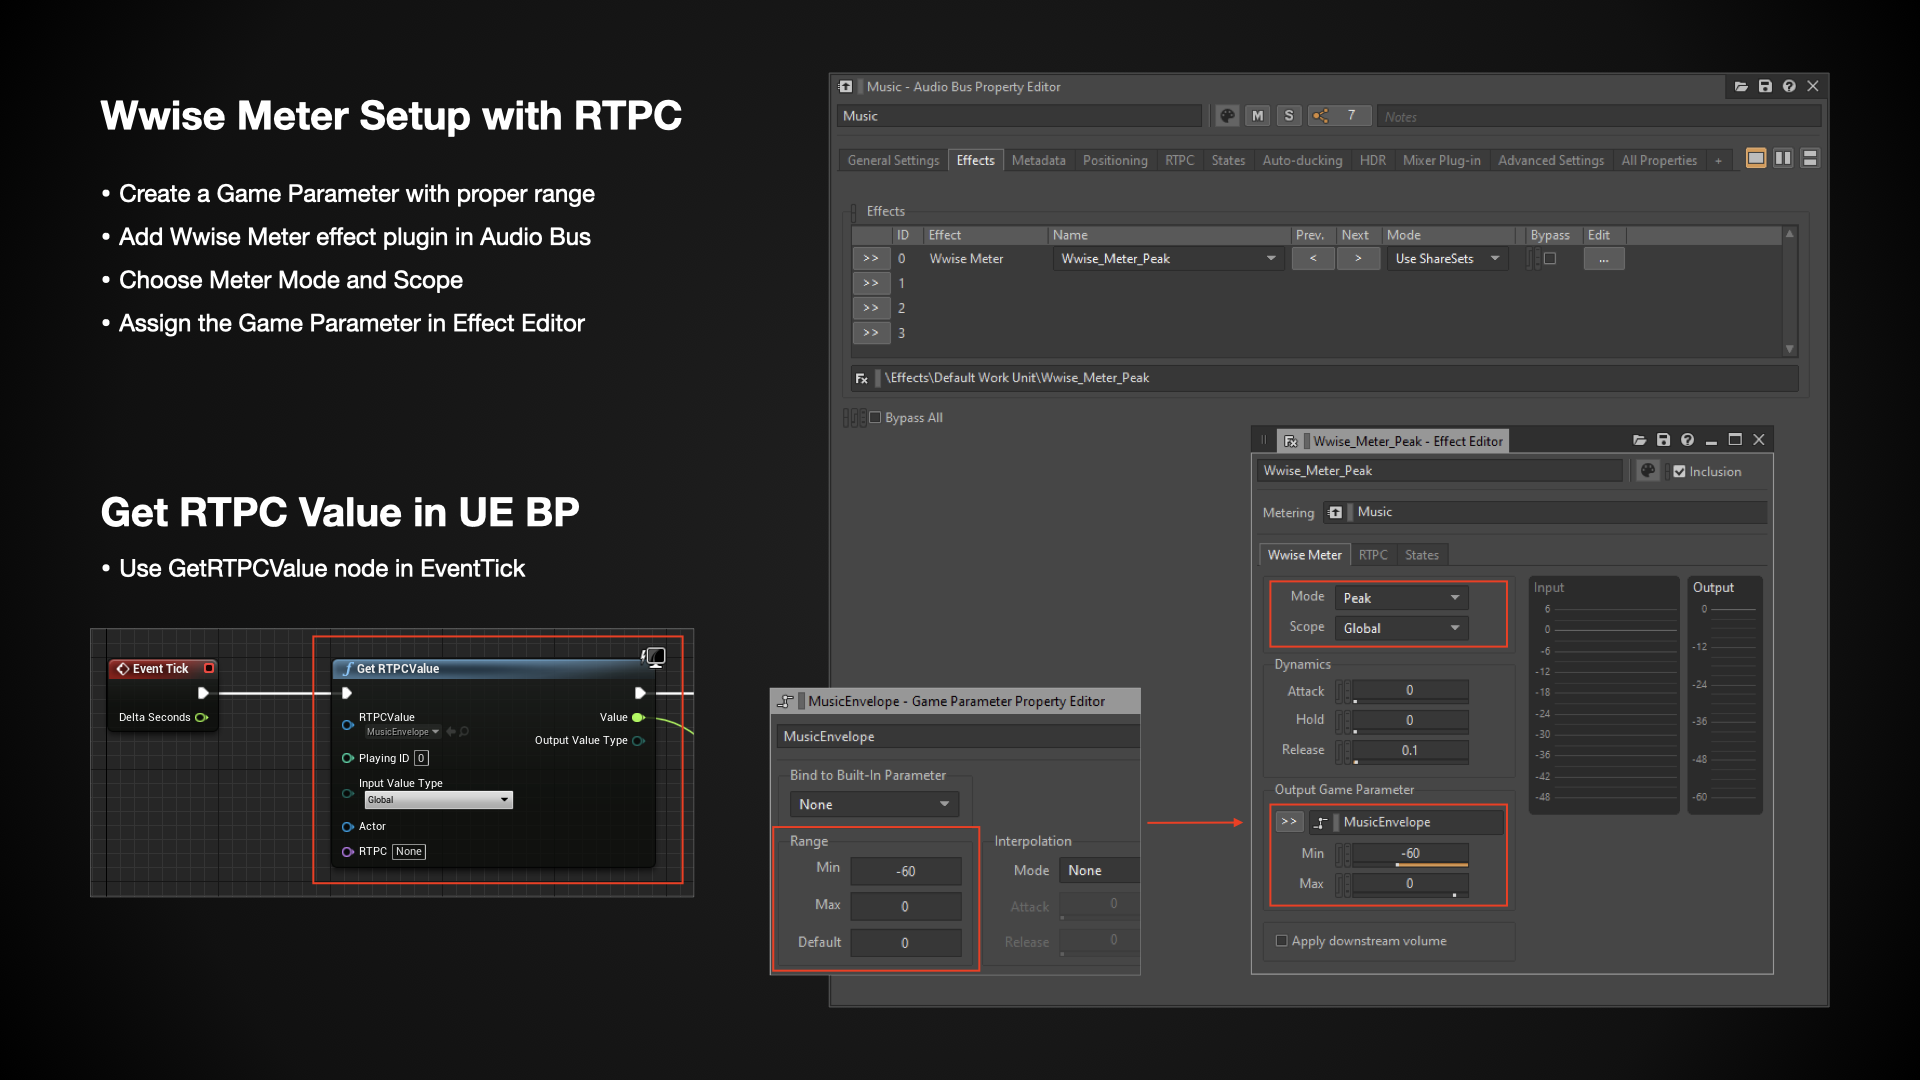 Wwise Meter Setup with RTPC
• Create a Game Parameter with proper range
• Add Wwise Meter effect plugin in Audio Bus
• Choose Meter Mode and Scope
• Assign the Game Parameter in Effect Editor
Get RTPC Value in UE BP
• Use GetRTPCValue node in EventTick
Event Tick
Delta Seconds
Get RTPCValue
RTPCValue
MusicEnvelope
Playing ID 0
Input Value Type
Global
Actor
RTPC None
Value
Output Value Type
Music - Audio Bus Property Editor
Music M S 7 Notes
General Settings Effects Metadata Positioning RTPC States Auto-ducking HDR Mixer Plug-in Advanced Settings All Properties +
Effects
ID Effect Name Prev. Next Mode Bypass Edit
>> 0 Wwise Meter Wwise_Meter_Peak < > Use ShareSets ...
>> 1
>> 2
>> 3
Fx \Effects\Default Work Unit\Wwise_Meter_Peak
Bypass All
MusicEnvelope - Game Parameter Property Editor
MusicEnvelope
Bind to Built-In Parameter
None
Range
Min -60
Max 0
Default 0
Interpolation
Mode None
Attack 0
Release 0
Fx Wwise_Meter_Peak - Effect Editor
Wwise_Meter_Peak Inclusion
Metering Music
Wwise Meter RTPC States
Mode Peak
Scope Global
Dynamics
Attack 0
Hold 0
Release 0.1
Output Game Parameter
>> MusicEnvelope
Min -60
Max 0
Apply downstream volume
Input
6
0
-6
-12
-18
-24
-30
-36
-42
-48
Output
0
-12
-24
-36
-48
-60